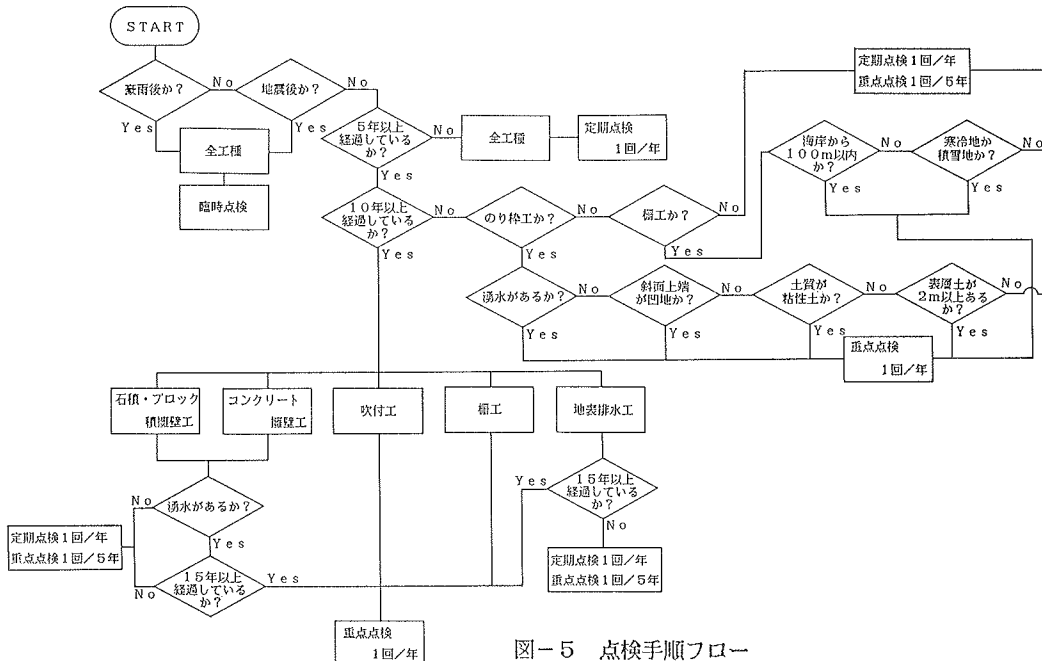 START
豪雨後か？
No
地震後か？
No
Yes
Yes
全工種
臨時点検
5年以上
経過している
か？
No
全工種
定期点検
1回／年
Yes
定期点検1回／年
重点点検1回／5年
10年以上
経過している
か？
No
のり枠工か？
No
柵工か？
No
Yes
海岸から
100m以内
か？
No
寒冷地か
積雪地か？
No
Yes
Yes
Yes
Yes
湧水があるか？
No
斜面上端
が凹地か？
No
土質が
粘性土か？
No
表層土が
2m以上ある
か？
No
Yes
Yes
Yes
Yes
重点点検
1回／年
石積・ブロック
積擁壁工
コンクリート
擁壁工
吹付工
柵工
地表排水工
湧水があるか？
No
Yes
定期点検1回／年
重点点検1回／5年
15年以上
経過している
か？
No
Yes
15年以上
経過している
か？
Yes
No
定期点検1回／年
重点点検1回／5年
重点点検
1回／年
図－5 点検手順フロー